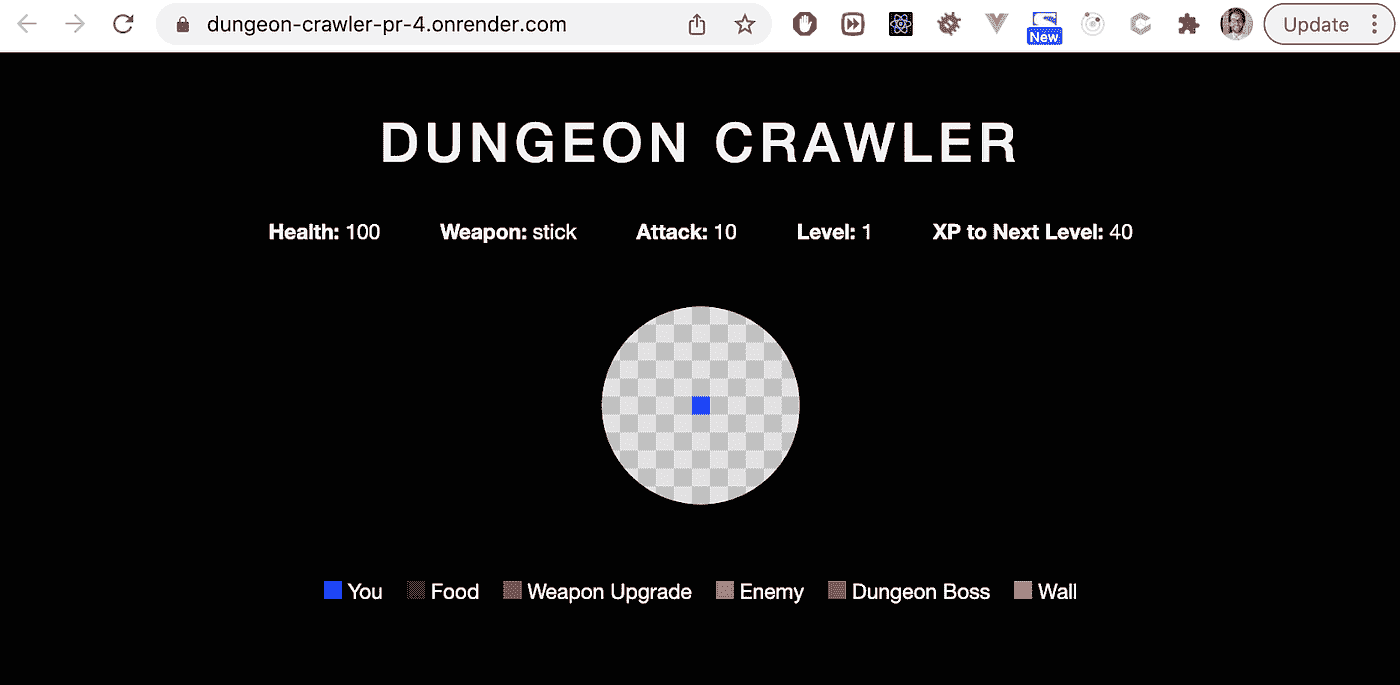 dungeon-crawler-pr-4.onrender.com
New
Update
DUNGEON CRAWLER
Health: 100 Weapon: stick Attack: 10 Level: 1 XP to Next Level: 40
You Food Weapon Upgrade Enemy Dungeon Boss Wall